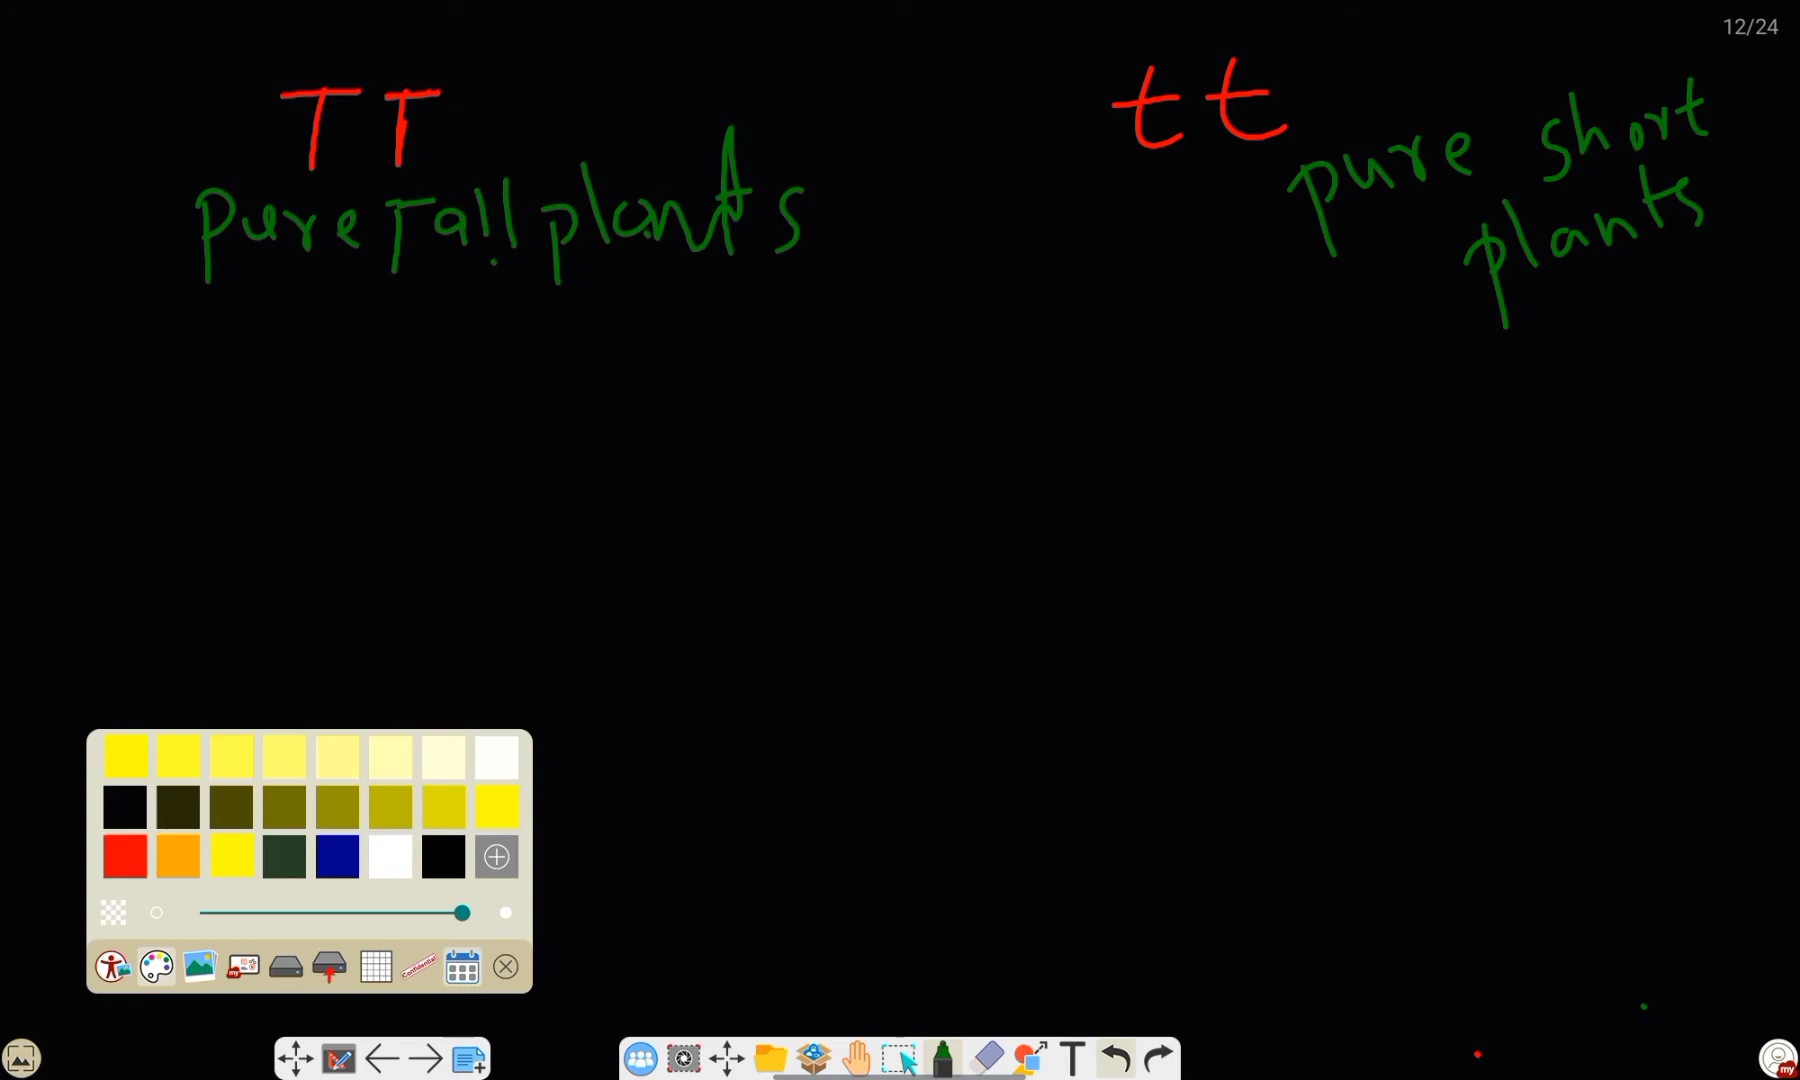 12/24
TT
tt
pure Tall plants
pure short
plants